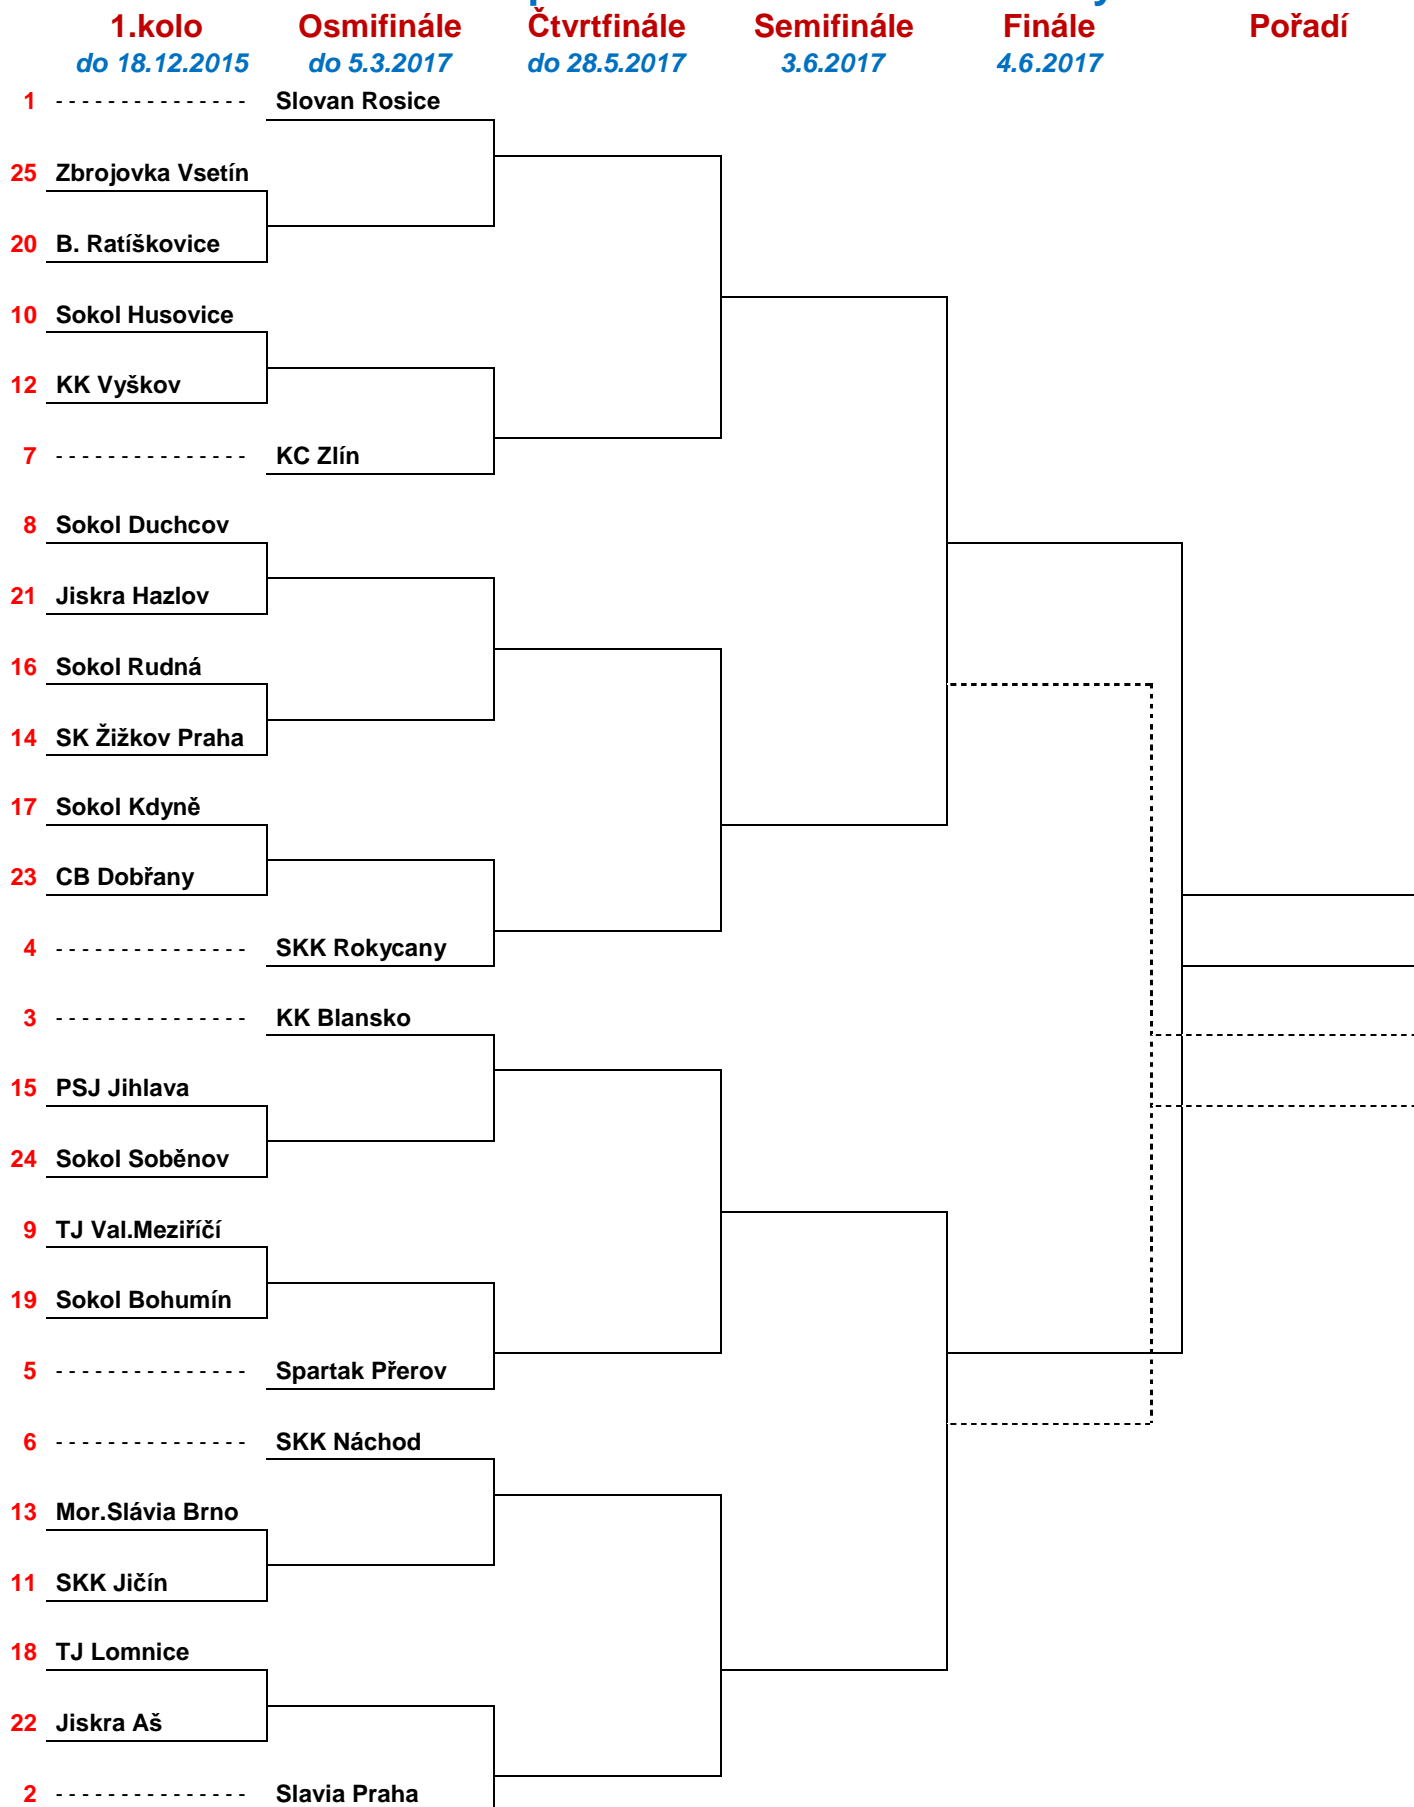 1.kolo Osmifinále Čtvrtfinále Semifinále Finále Pořadí
do 18.12.2015 do 5.3.2017 do 28.5.2017 3.6.2017 4.6.2017
1 - - - - - - - - - - - - - - - Slovan Rosice
25 Zbrojovka Vsetín
20 B. Ratíškovice
10 Sokol Husovice
12 KK Vyškov
7 - - - - - - - - - - - - - - - KC Zlín
8 Sokol Duchcov
21 Jiskra Hazlov
16 Sokol Rudná
14 SK Žižkov Praha
17 Sokol Kdyně
23 CB Dobřany
4 - - - - - - - - - - - - - - - SKK Rokycany
3 - - - - - - - - - - - - - - - KK Blansko
15 PSJ Jihlava
24 Sokol Soběnov
9 TJ Val.Meziříčí
19 Sokol Bohumín
5 - - - - - - - - - - - - - - - Spartak Přerov
6 - - - - - - - - - - - - - - - SKK Náchod
13 Mor.Slávia Brno
11 SKK Jičín
18 TJ Lomnice
22 Jiskra Aš
2 - - - - - - - - - - - - - - - Slavia Praha